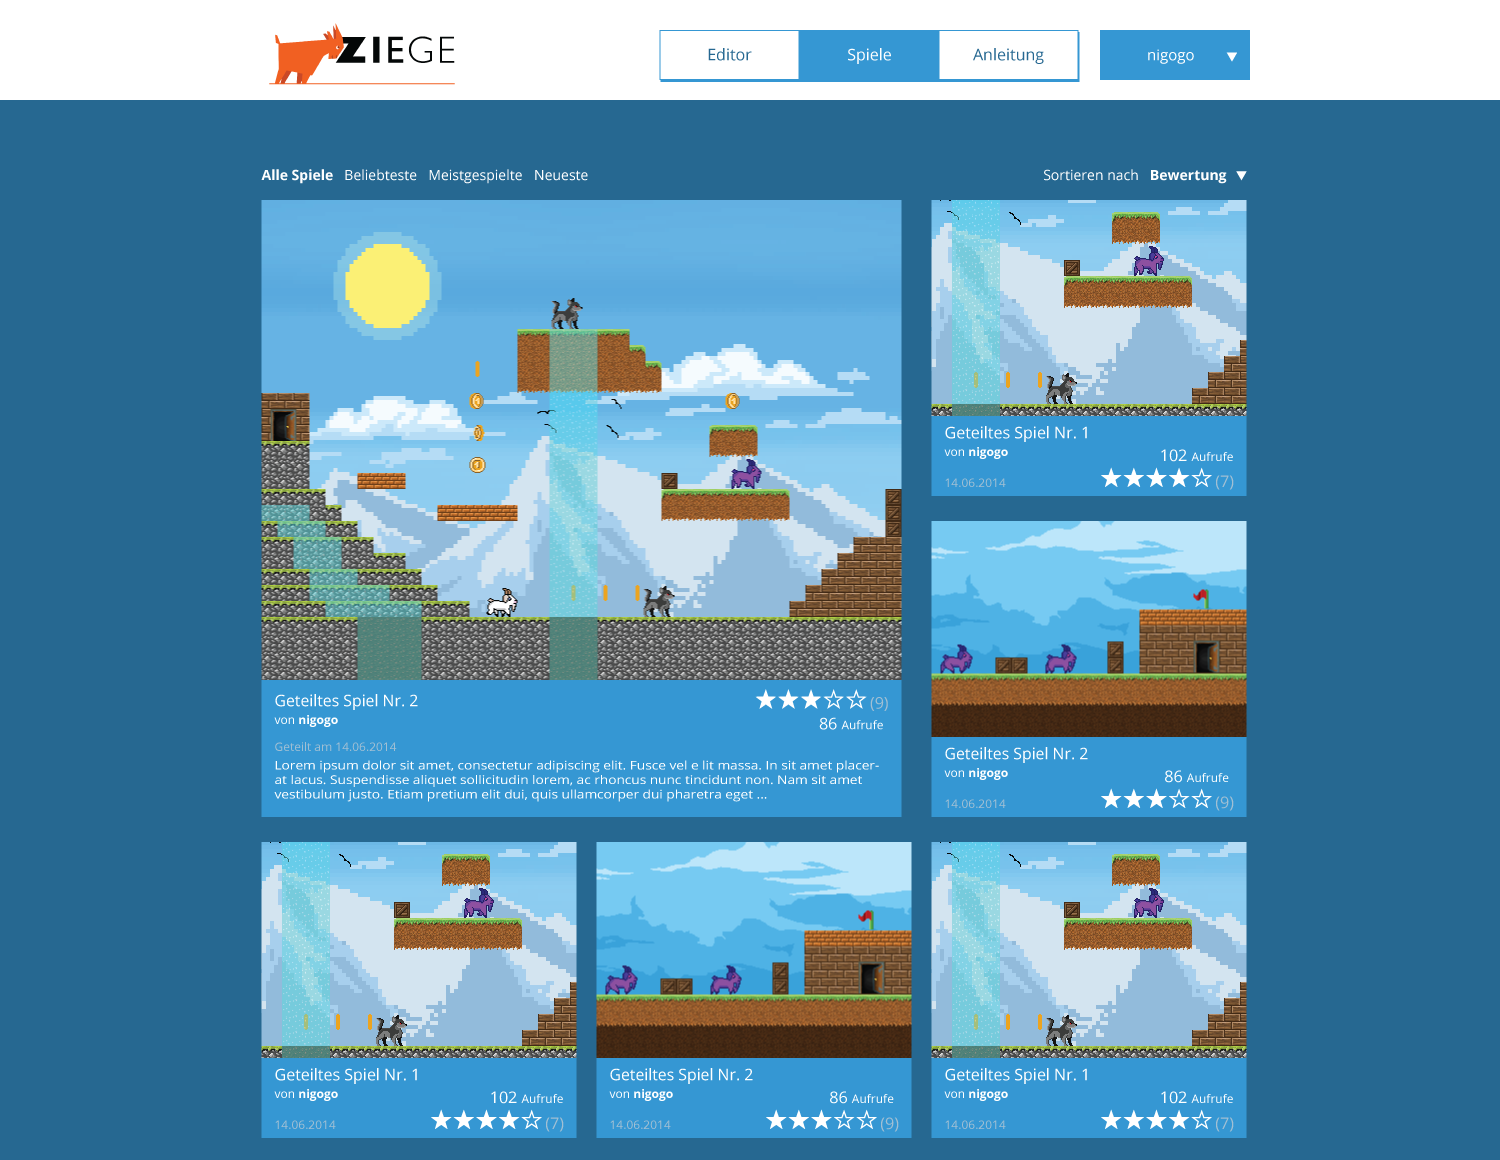 ZIEGE
Editor
Spiele
Anleitung
nigogo
Alle Spiele Beliebteste Meistgespielte Neueste
Sortieren nach Bewertung
Geteiltes Spiel Nr. 2
von nigogo
(9)
86 Aufrufe
Geteilt am 14.06.2014
Lorem ipsum dolor sit amet, consectetur adipiscing elit. Fusce vel e lit massa. In sit amet placer-
at lacus. Suspendisse aliquet sollicitudin lorem, ac rhoncus nunc tincidunt non. Nam sit amet
vestibulum justo. Etiam pretium elit dui, quis ullamcorper dui pharetra eget ...
Geteiltes Spiel Nr. 1
von nigogo
102 Aufrufe
14.06.2014
(7)
Geteiltes Spiel Nr. 2
von nigogo
86 Aufrufe
14.06.2014
(9)
Geteiltes Spiel Nr. 1
von nigogo
102 Aufrufe
14.06.2014
(7)
Geteiltes Spiel Nr. 2
von nigogo
86 Aufrufe
14.06.2014
(9)
Geteiltes Spiel Nr. 1
von nigogo
102 Aufrufe
14.06.2014
(7)